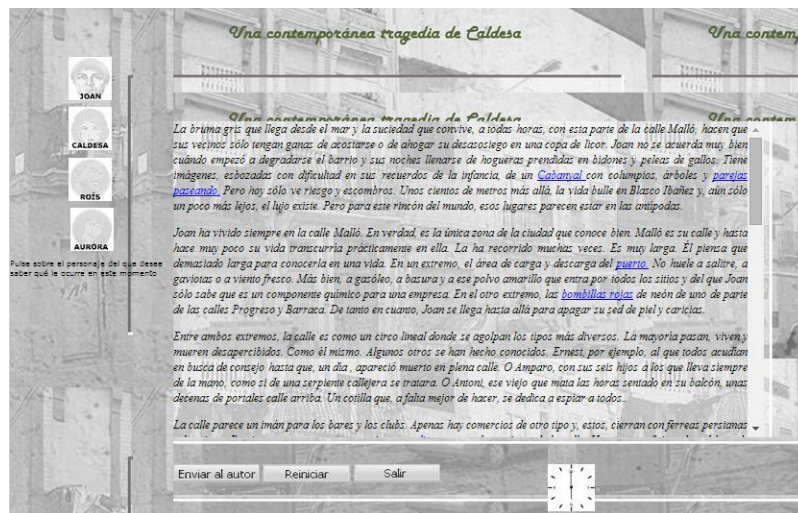 Una contemporánea tragedia de Caldesa
Una contem
JOAN
CALDESA
ROÍS
AURORA
Pulse sobre el personaje del que desee
saber qué le ocurre en este momento
Una contemporánea tragedia de Caldesa
Una contem
La bruma gris que llega desde el mar y la suciedad que convive, a todas horas, con esta parte de la calle Malló, hacen que
sus vecinos sólo tengan ganas de acostarse o de ahogar su desasosiego en una copa de licor. Joan no se acuerda muy bien
cuándo empezó a degradarse el barrio y sus noches llenarse de hogueras prendidas en bidones y peleas de gallos. Tiene
imágenes, esbozadas con dificultad en sus recuerdos de la infancia, de un Cabanyal con columpios, árboles y parejas
paseando. Pero hoy sólo ve riesgo y escombros. Unos cientos de metros más allá, la vida bulle en Blasco Ibañez y, aún sólo
un poco más lejos, el lujo existe. Pero para este rincón del mundo, esos lugares parecen estar en las antípodas.
Joan ha vivido siempre en la calle Malló. En verdad, es la única zona de la ciudad que conoce bien. Malló es su calle y hasta
hace muy poco su vida transcurría prácticamente en ella. La ha recorrido muchas veces. Es muy larga. Él piensa que
demasiado larga para conocerla en una vida. En un extremo, el área de carga y descarga del puerto. No huele a salitre, a
gaviotas o a viento fresco. Más bien, a gasóleo, a basura y a ese polvo amarillo que entra por todos los sitios y del que Joan
sólo sabe que es un componente químico para una empresa. En el otro extremo, las bombillas rojas de neón de uno de parte
de las calles Progreso y Barraca. De tanto en cuanto, Joan se llega hasta allá para apagar su sed de piel y caricias.
Entre ambos extremos, la calle es como un circo lineal donde se agolpan los tipos más diversos. La mayoría pasan, viven y
mueren desapercibidos. Como él mismo. Algunos otros se han hecho conocidos. Ernest, por ejemplo, al que todos acudían
en busca de consejo hasta que, un día , apareció muerto en plena calle. O Amparo, con sus seis hijos a los que lleva siempre
de la mano, como si de una serpiente callejera se tratara. O Antoni, ese viejo que mata las horas sentado en su balcón, unas
decenas de portales calle arriba. Un cotilla que, a falta mejor de hacer, se dedica a espiar a todos..
La calle parece un imán para los bares y los clubs. Apenas hay comercios de otro tipo y, estos, cierran con férreas persianas
Enviar al autor
Reiniciar
Salir